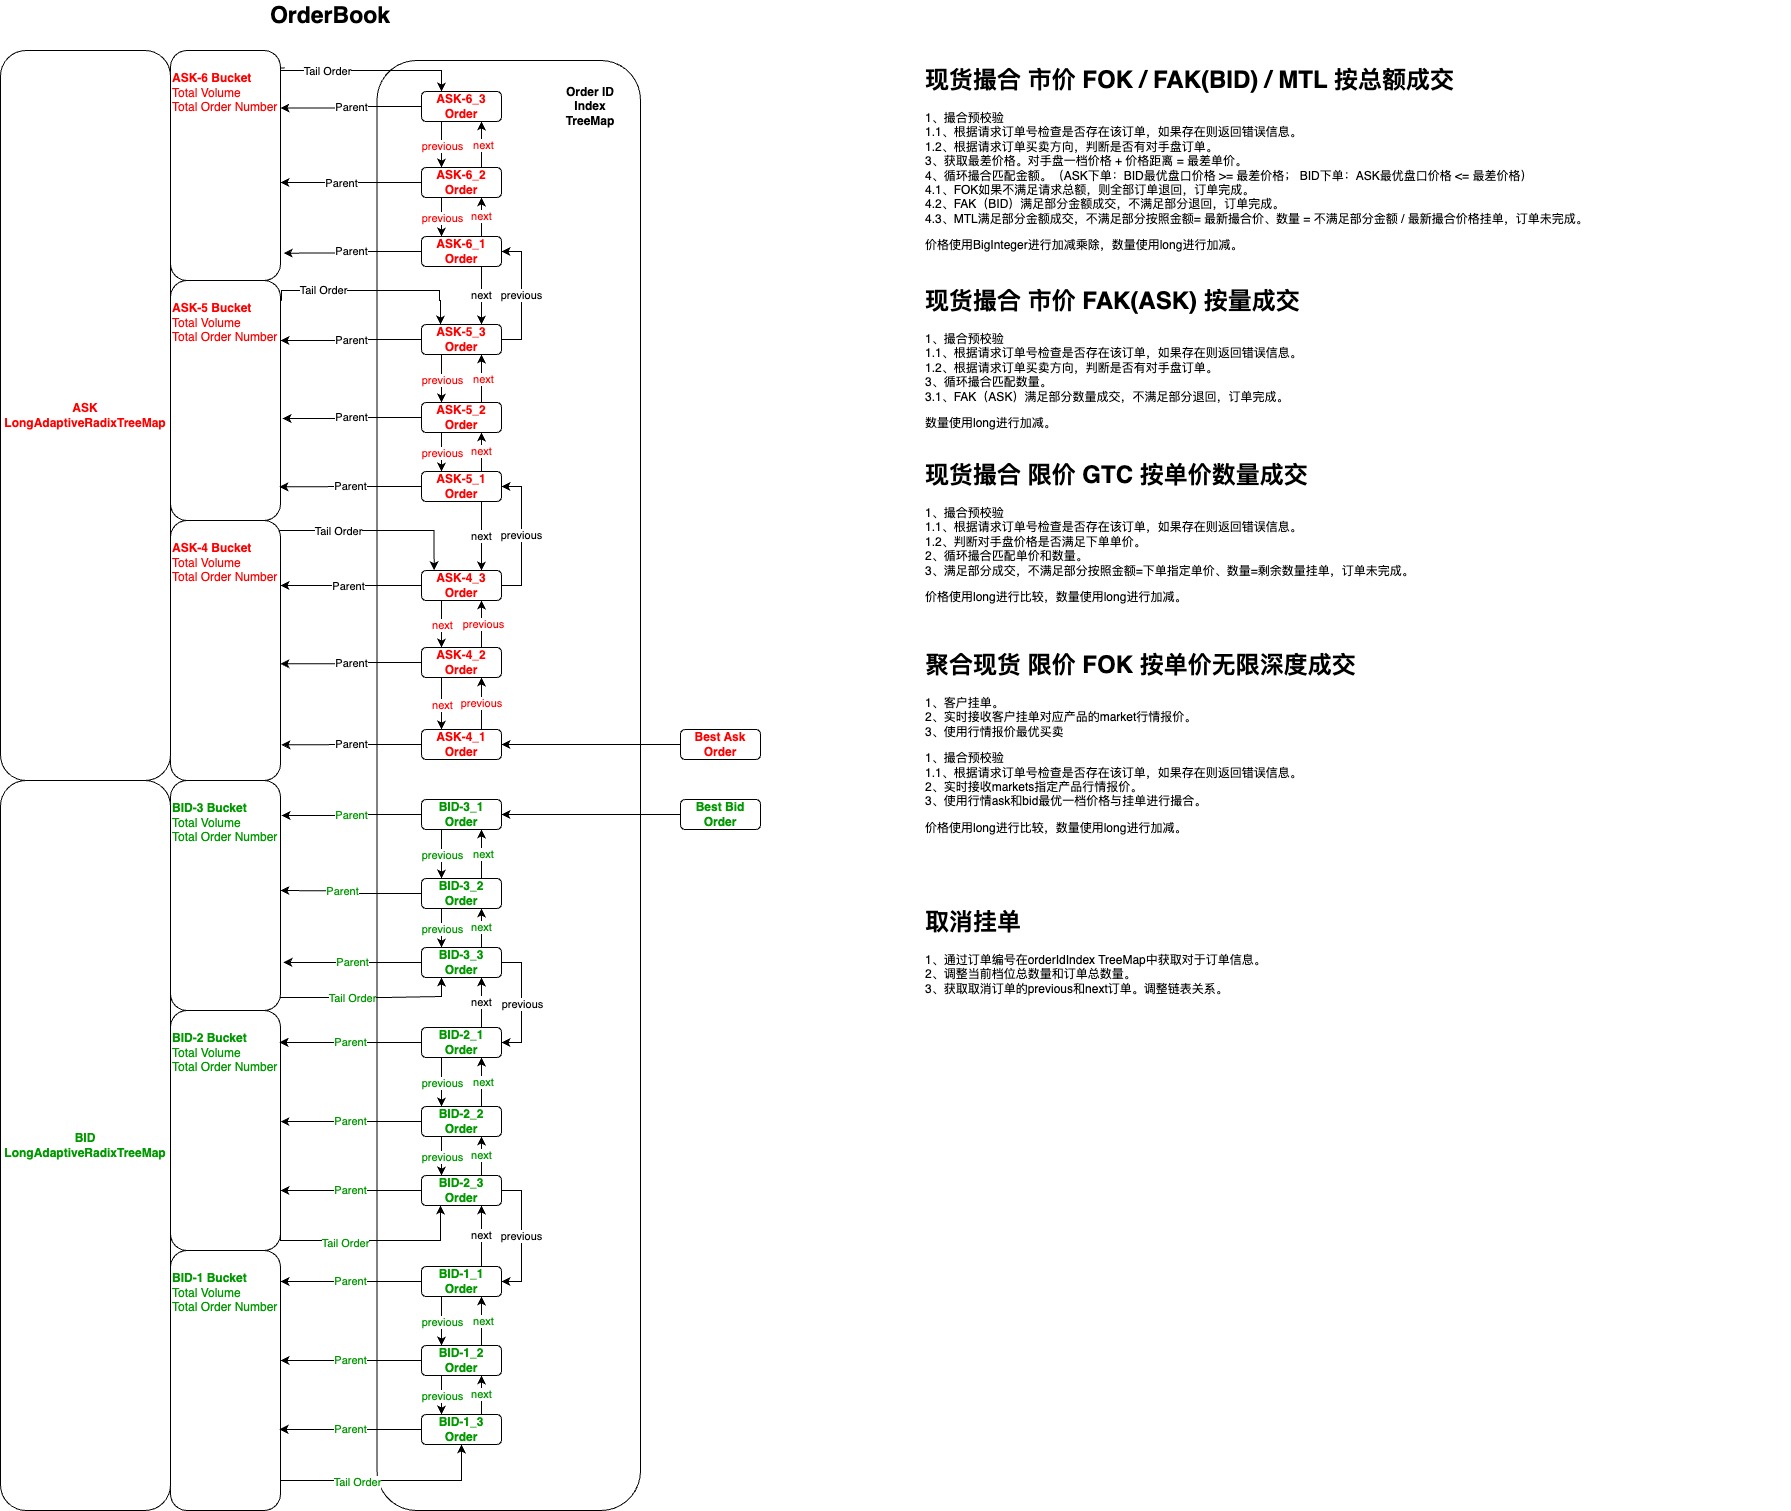 OrderBook
ASK
LongAdaptiveRadixTreeMap
ASK-6 Bucket
Total Volume
Total Order Number
Tail Order
Order ID
Index
TreeMap
ASK-6_3
Order
Parent
previous
next
ASK-6_2
Order
Parent
previous
next
ASK-6_1
Order
Parent
next
previous
ASK-5 Bucket
Total Volume
Total Order Number
Tail Order
ASK-5_3
Order
Parent
previous
next
ASK-5_2
Order
Parent
previous
next
ASK-5_1
Order
Parent
next
previous
ASK-4 Bucket
Total Volume
Total Order Number
Tail Order
ASK-4_3
Order
Parent
next
previous
ASK-4_2
Order
Parent
next
previous
ASK-4_1
Order
Parent
Best Ask
Order
BID
LongAdaptiveRadixTreeMap
BID-3 Bucket
Total Volume
Total Order Number
Parent
BID-3_1
Order
Best Bid
Order
previous
next
Parent
BID-3_2
Order
previous
next
Parent
BID-3_3
Order
Tail Order
next
previous
BID-2 Bucket
Total Volume
Total Order Number
Parent
BID-2_1
Order
previous
next
Parent
BID-2_2
Order
previous
next
Parent
BID-2_3
Order
Tail Order
next
previous
BID-1 Bucket
Total Volume
Total Order Number
Parent
BID-1_1
Order
previous
next
Parent
BID-1_2
Order
previous
next
Parent
BID-1_3
Order
Tail Order
现货撮合 市价 FOK / FAK(BID) / MTL 按总额成交
1、撮合预校验
1.1、根据请求订单号检查是否存在该订单，如果存在则返回错误信息。
1.2、根据请求订单买卖方向，判断是否有对手盘订单。
3、获取最差价格。对手盘一档价格 + 价格距离 = 最差单价。
4、循环撮合匹配金额。（ASK下单：BID最优盘口价格 >= 最差价格； BID下单：ASK最优盘口价格 <= 最差价格）
4.1、FOK如果不满足请求总额，则全部订单退回，订单完成。
4.2、FAK（BID）满足部分金额成交，不满足部分退回，订单完成。
4.3、MTL满足部分金额成交，不满足部分按照金额= 最新撮合价、数量 = 不满足部分金额 / 最新撮合价格挂单，订单未完成。
价格使用BigInteger进行加减乘除，数量使用long进行加减。
现货撮合 市价 FAK(ASK) 按量成交
1、撮合预校验
1.1、根据请求订单号检查是否存在该订单，如果存在则返回错误信息。
1.2、根据请求订单买卖方向，判断是否有对手盘订单。
3、循环撮合匹配数量。
3.1、FAK（ASK）满足部分数量成交，不满足部分退回，订单完成。
数量使用long进行加减。
现货撮合 限价 GTC 按单价数量成交
1、撮合预校验
1.1、根据请求订单号检查是否存在该订单，如果存在则返回错误信息。
1.2、判断对手盘价格是否满足下单单价。
2、循环撮合匹配单价和数量。
3、满足部分成交，不满足部分按照金额=下单指定单价、数量=剩余数量挂单，订单未完成。
价格使用long进行比较，数量使用long进行加减。
聚合现货 限价 FOK 按单价无限深度成交
1、客户挂单。
2、实时接收客户挂单对应产品的market行情报价。
3、使用行情报价最优买卖
1、撮合预校验
1.1、根据请求订单号检查是否存在该订单，如果存在则返回错误信息。
2、实时接收markets指定产品行情报价。
3、使用行情ask和bid最优一档价格与挂单进行撮合。
价格使用long进行比较，数量使用long进行加减。
取消挂单
1、通过订单编号在orderIdIndex TreeMap中获取对于订单信息。
2、调整当前档位总数量和订单总数量。
3、获取取消订单的previous和next订单。调整链表关系。